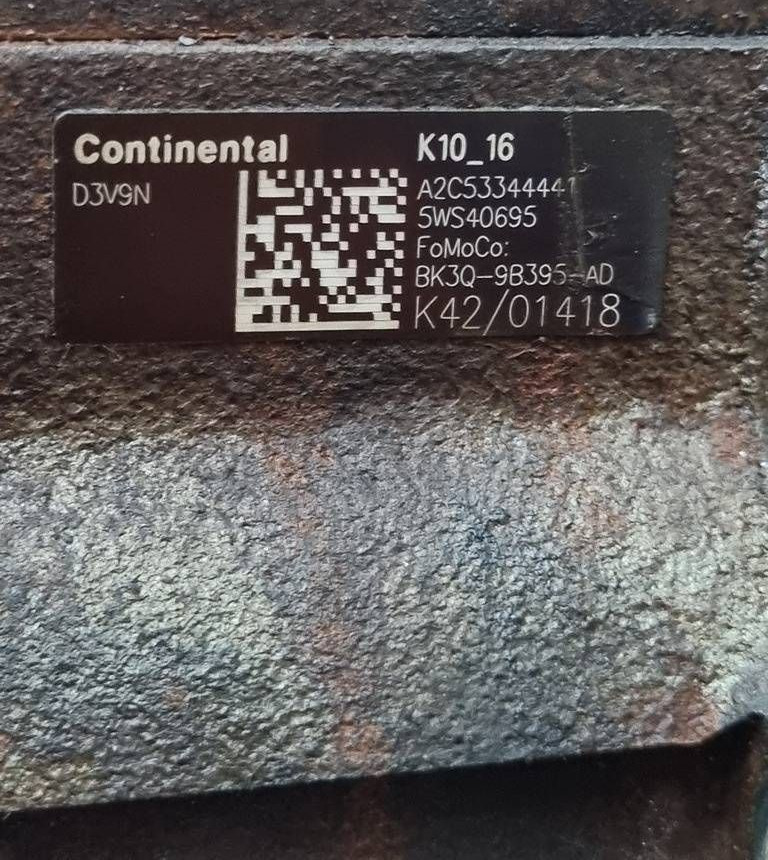 Continental
D3V9N
K10_16
A2C53344441
5WS40695
FoMoCo:
BK3Q-9B395-AD
K42/01418